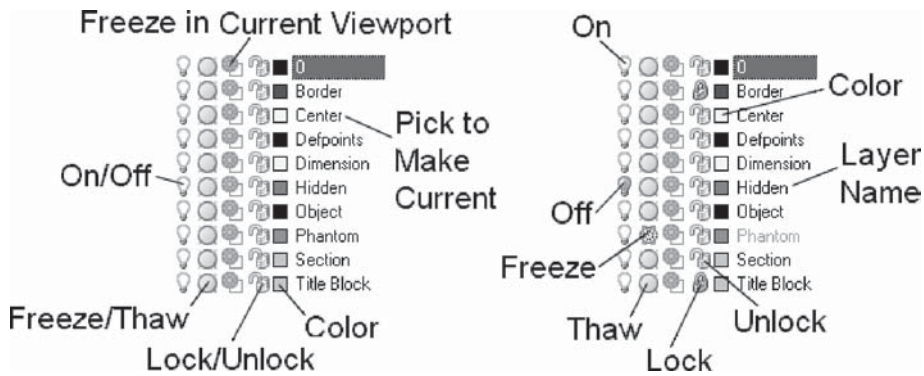 Freeze in Current Viewport
0
Border
Center
Defpoints
Dimension
Hidden
Object
Phantom
Section
Title Block
Pick to
Make
Current
On/Off
Freeze/Thaw
Lock/Unlock
Color
On
0
Border
Center
Defpoints
Dimension
Hidden
Object
Phantom
Section
Title Block
Color
Layer
Name
Off
Freeze
Thaw
Lock
Unlock